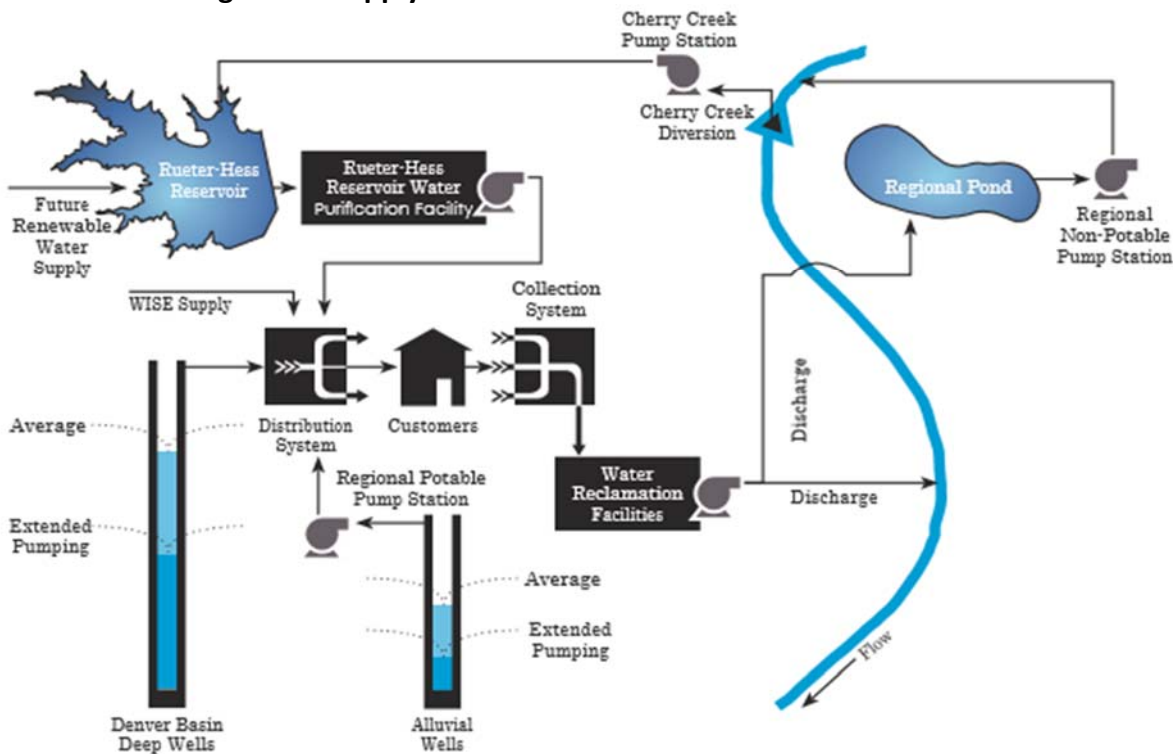 Cherry Creek
Pump Station
Cherry Creek
Diversion
Rueter-Hess
Reservoir
Rueter-Hess
Reservoir Water
Purification Facility
Regional Pond
Regional
Non-Potable
Pump Station
Future
Renewable
Water
Supply
WISE Supply
Collection
System
Distribution
System
Customers
Discharge
Average
Regional Potable
Pump Station
Water
Reclamation
Facilities
Discharge
Extended
Pumping
Average
Extended
Pumping
Flow
Denver Basin
Deep Wells
Alluvial
Wells